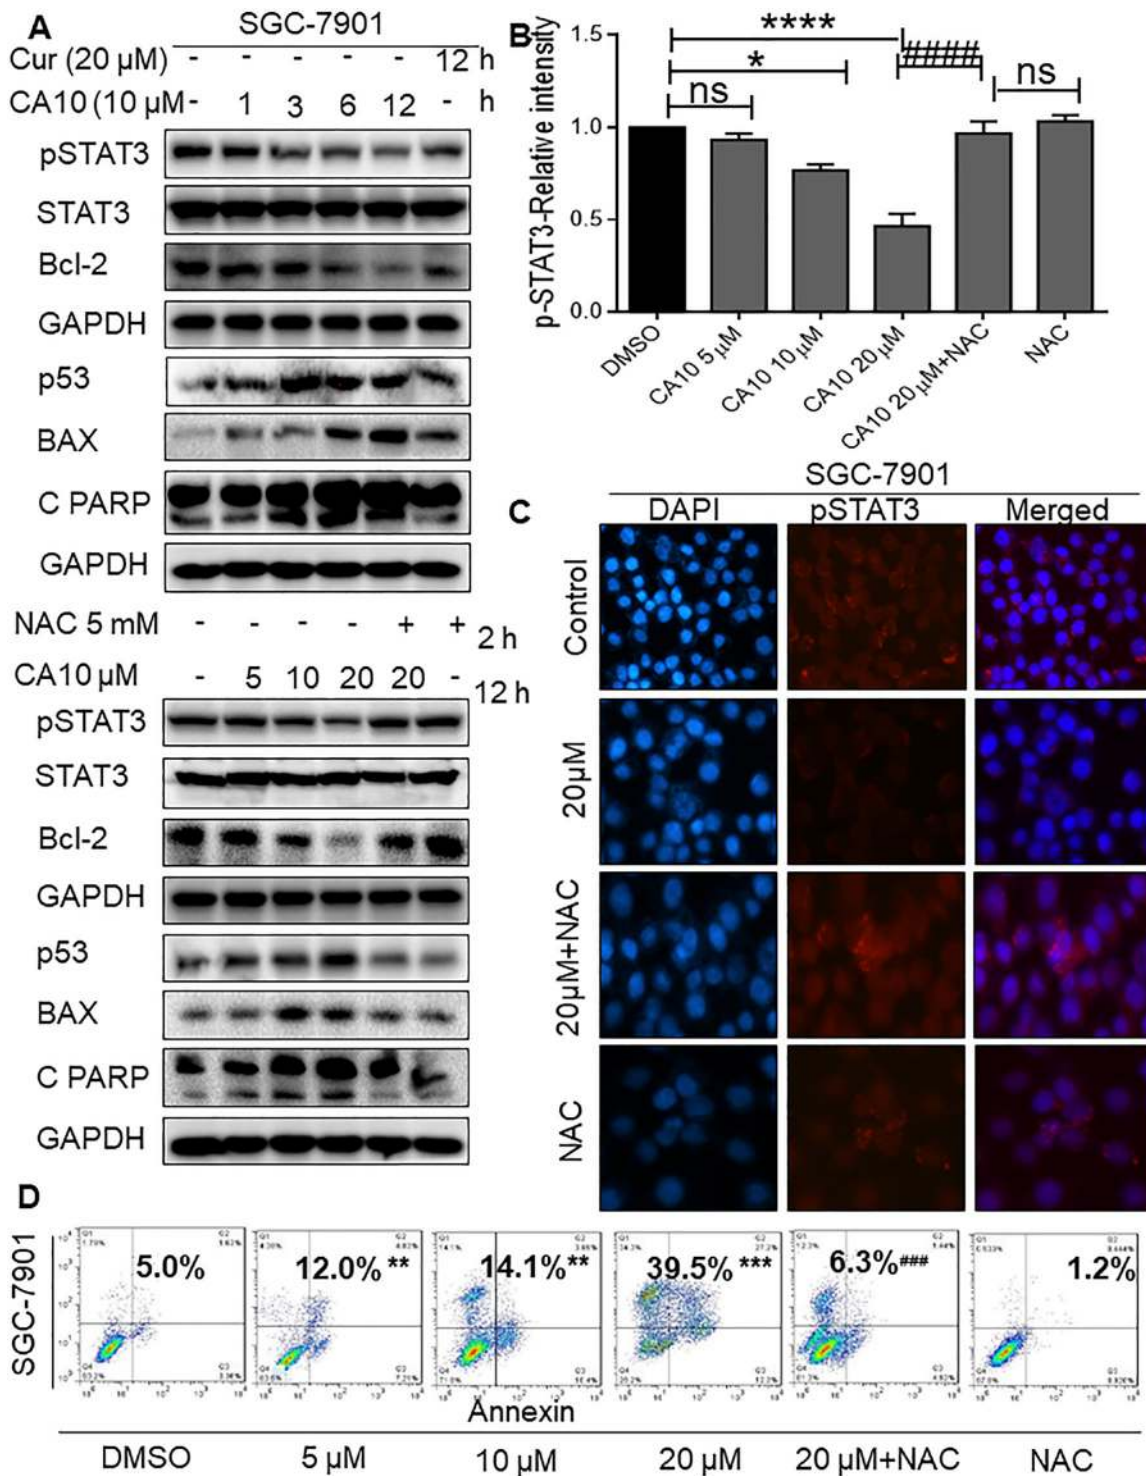 A
SGC-7901
Cur (20 µM) - - - - - 12 h
CA10 (10 µM - 1 3 6 12 - h
pSTAT3
STAT3
Bcl-2
GAPDH
p53
BAX
C PARP
GAPDH
NAC 5 mM - - - - + + 2 h
CA10 µM - 5 10 20 20 - 12 h
pSTAT3
STAT3
Bcl-2
GAPDH
p53
BAX
C PARP
GAPDH
B
p-STAT3-Relative intensity
1.5
1.0
0.5
0.0
****
####
*
ns
ns
DMSO
CA10 5 µM
CA10 10 µM
CA10 20 µM
CA10 20 µM+NAC
NAC
C
SGC-7901
DAPI pSTAT3 Merged
Control
20µM
20µM+NAC
NAC
D
SGC-7901
5.0% 12.0% ** 14.1% ** 39.5% *** 6.3% ### 1.2%
Annexin
DMSO 5 µM 10 µM 20 µM 20 µM+NAC NAC